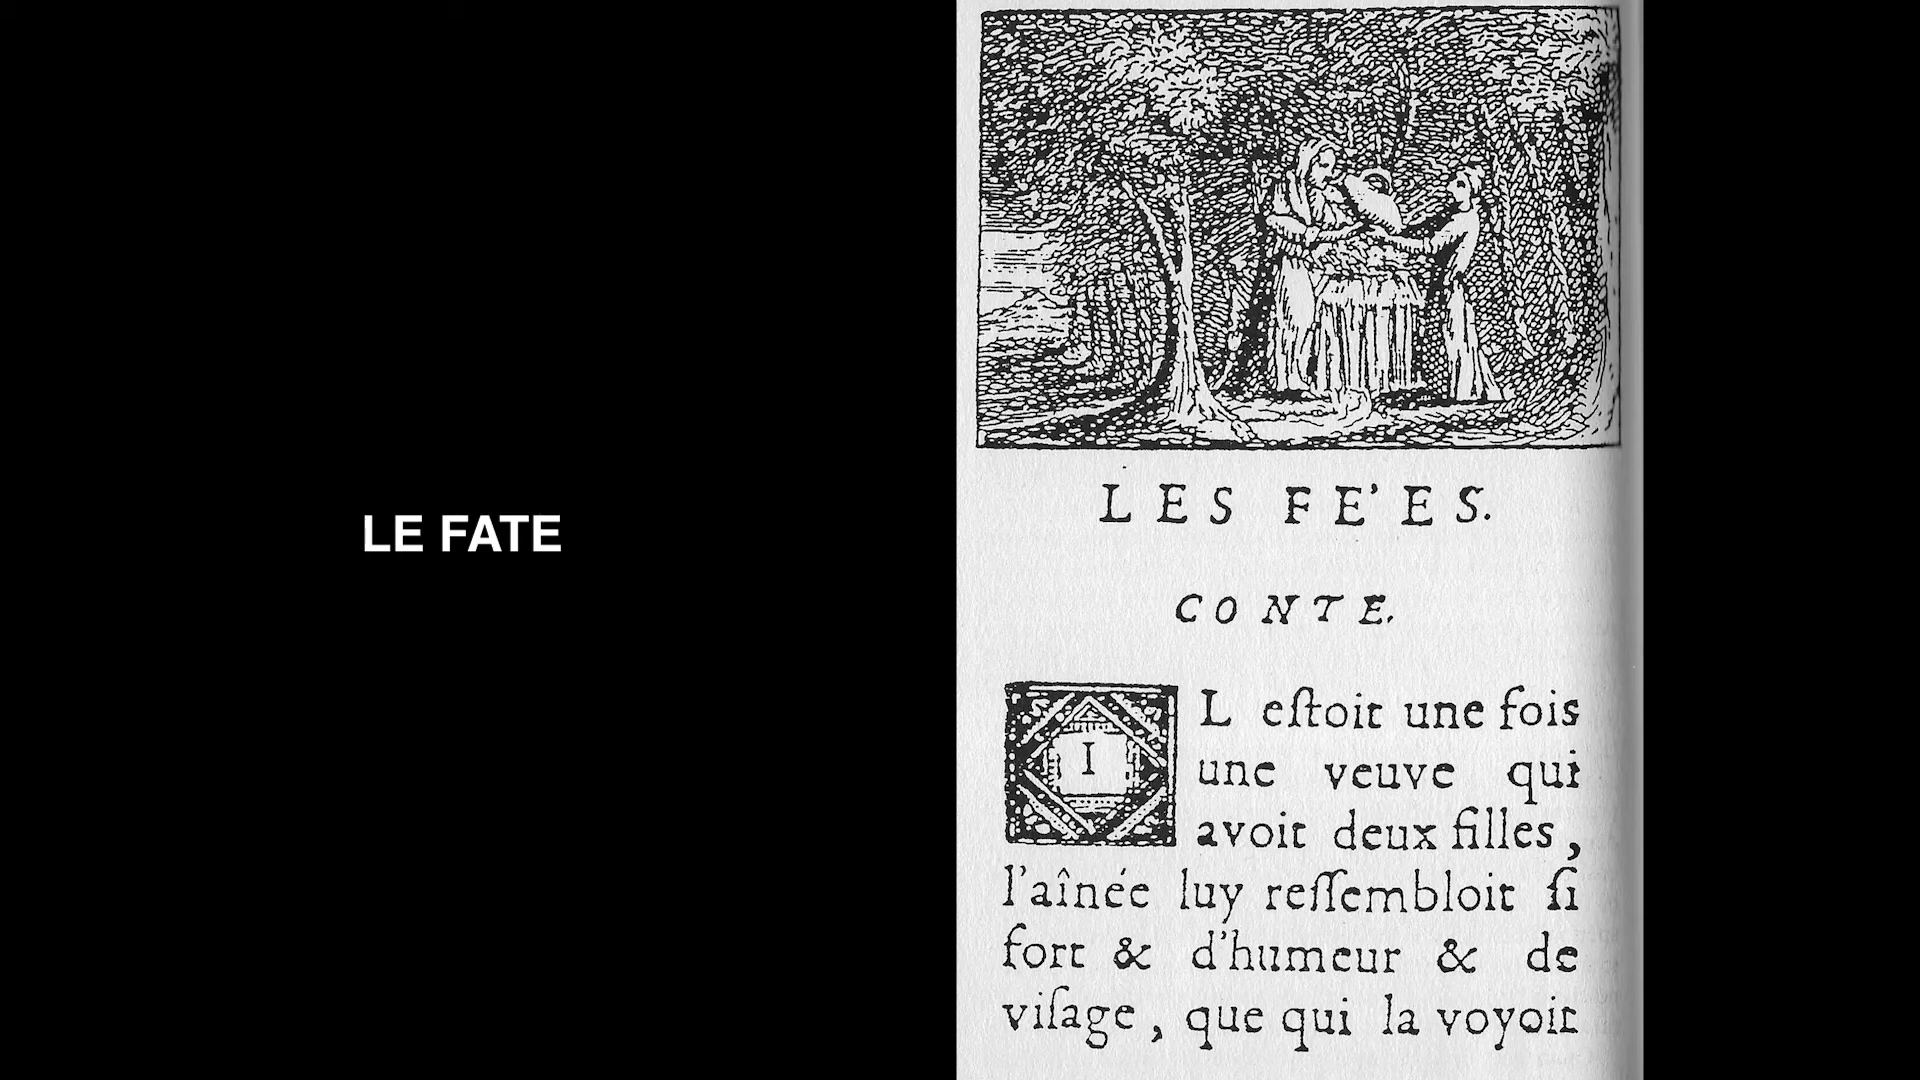 LE FATE
LES FE'ES.
CONTE.
IL eſtoit une fois
une veuve qui
avoit deux filles,
l'aînée luy reſſembloit ſi
fort & d'humeur & de
viſage, que qui la voyoit